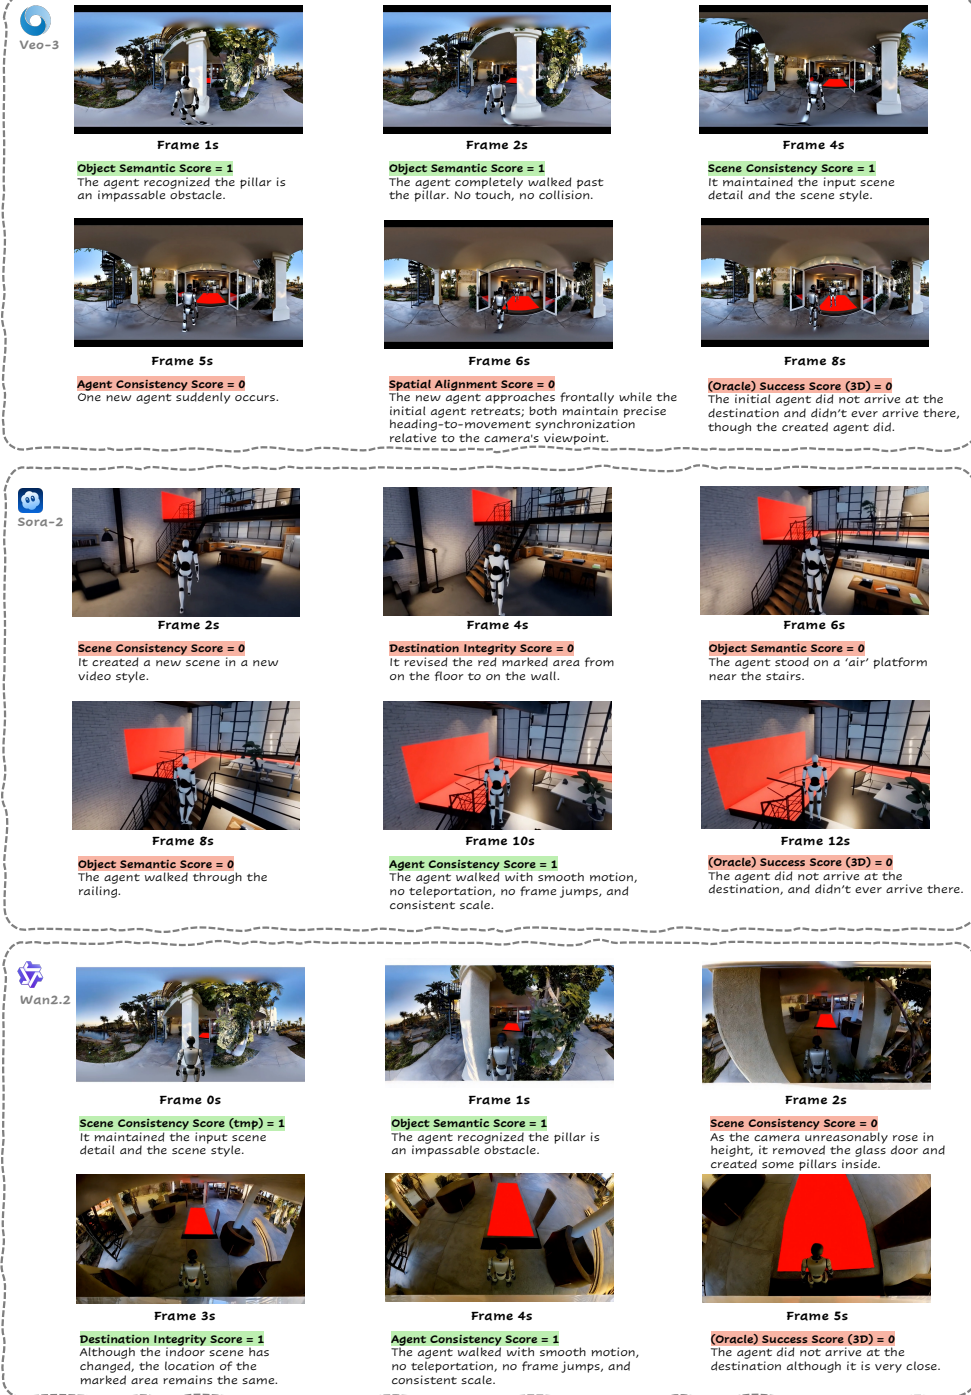 Veo-3
Frame 1s
Frame 2s
Frame 4s
Object Semantic Score = 1
The agent recognized the pillar is
an impassable obstacle.
Object Semantic Score = 1
The agent completely walked past
the pillar. No touch, no collision.
Scene Consistency Score = 1
It maintained the input scene
detail and the scene style.
Frame 5s
Frame 6s
Frame 8s
Agent Consistency Score = 0
One new agent suddenly occurs.
Spatial Alignment Score = 0
The new agent approaches frontally while the
initial agent retreats; both maintain precise
heading-to-movement synchronization
relative to the camera's viewpoint.
(Oracle) Success Score (3D) = 0
The initial agent did not arrive at the
destination and didn't ever arrive there,
though the created agent did.
Sora-2
Frame 2s
Frame 4s
Frame 6s
Scene Consistency Score = 0
It created a new scene in a new
video style.
Destination Integrity Score = 0
It revised the red marked area from
on the floor to on the wall.
Object Semantic Score = 0
The agent stood on a ‘air’ platform
near the stairs.
Frame 8s
Frame 10s
Frame 12s
Object Semantic Score = 0
The agent walked through the
railing.
Agent Consistency Score = 1
The agent walked with smooth motion,
no teleportation, no frame jumps, and
consistent scale.
(Oracle) Success Score (3D) = 0
The agent did not arrive at the
destination, and didn't ever arrive there.
Wan2.2
Frame 0s
Frame 1s
Frame 2s
Scene Consistency Score (tmp) = 1
It maintained the input scene
detail and the scene style.
Object Semantic Score = 1
The agent recognized the pillar is
an impassable obstacle.
Scene Consistency Score = 0
As the camera unreasonably rose in
height, it removed the glass door and
created some pillars inside.
Frame 3s
Frame 4s
Frame 5s
Destination Integrity Score = 1
Although the indoor scene has
changed, the location of the
marked area remains the same.
Agent Consistency Score = 1
The agent walked with smooth motion,
no teleportation, no frame jumps, and
consistent scale.
(Oracle) Success Score (3D) = 0
The agent did not arrive at the
destination although it is very close.